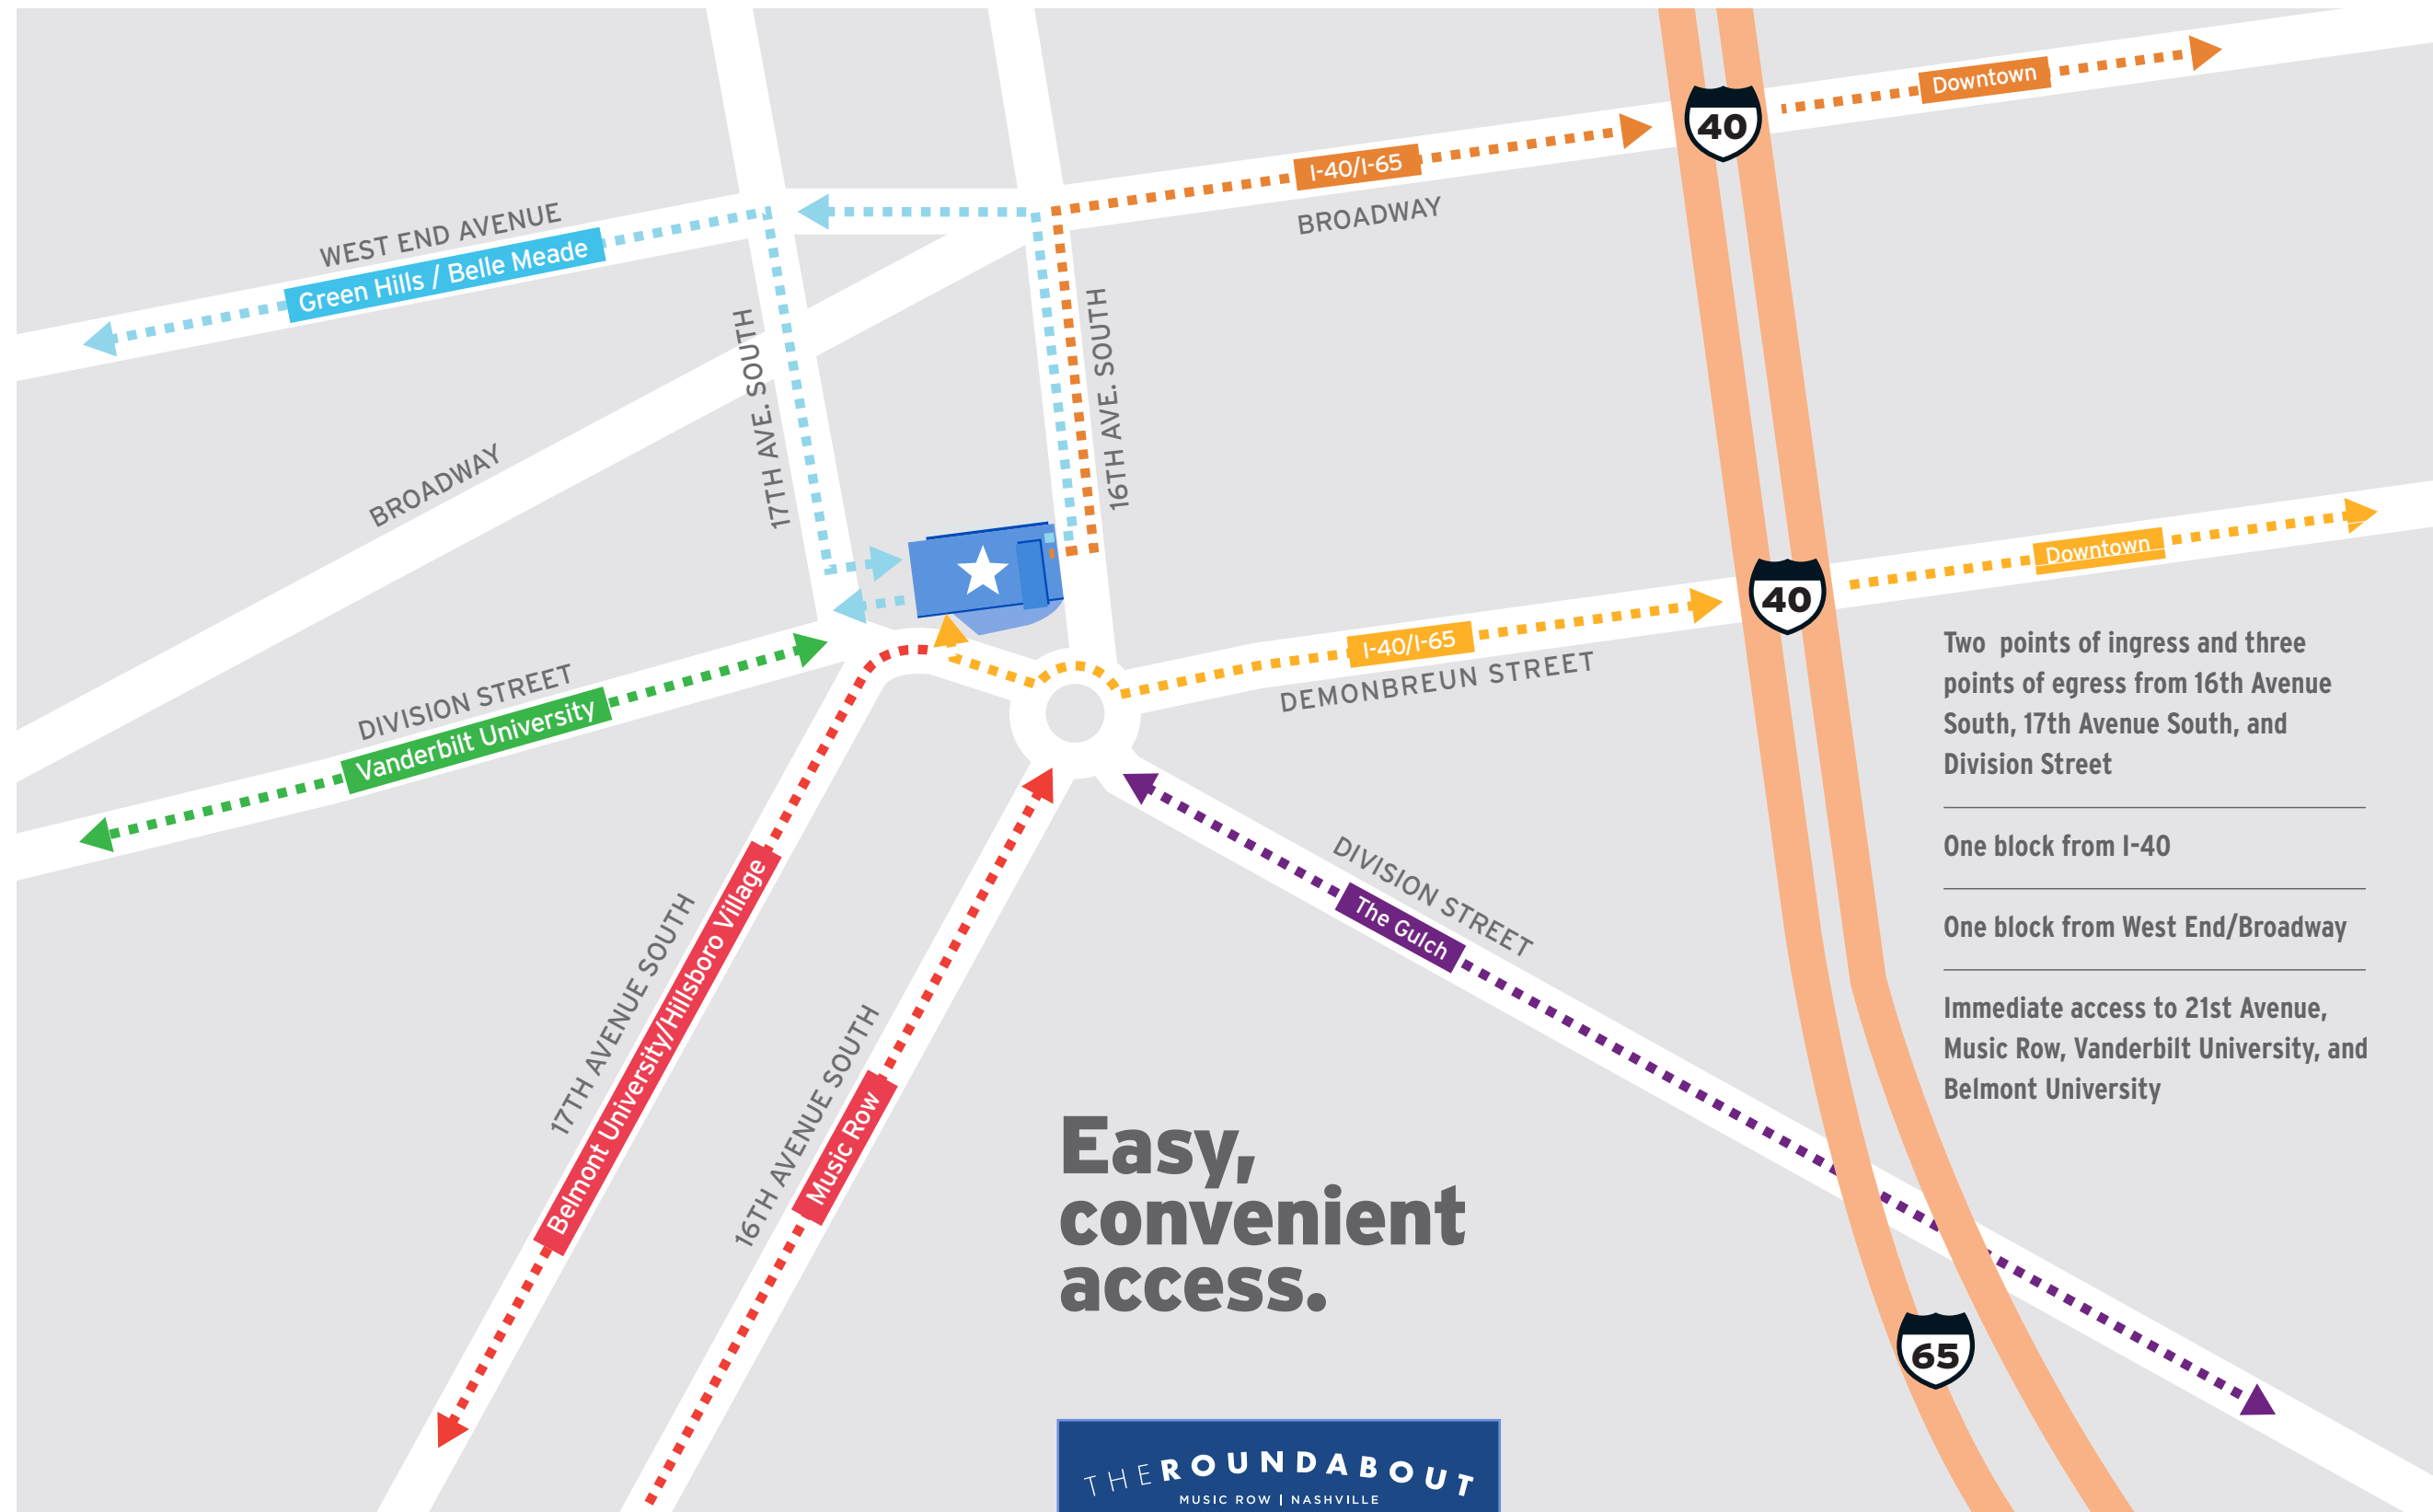 40
Downtown
I-40/I-65
BROADWAY
WEST END AVENUE
Green Hills / Belle Meade
17TH AVE. SOUTH
16TH AVE. SOUTH
BROADWAY
40
Downtown
I-40/I-65
DEMONBREUN STREET
DIVISION STREET
Vanderbilt University
Two  points of ingress and three
points of egress from 16th Avenue
South, 17th Avenue South, and
Division Street
One block from I-40
One block from West End/Broadway
Immediate access to 21st Avenue,
Music Row, Vanderbilt University, and
Belmont University
DIVISION STREET
The Gulch
17TH AVENUE SOUTH
Belmont University/Hillsboro Village
16TH AVENUE SOUTH
Music Row
Easy,
convenient
access.
65
THE ROUNDABOUT
MUSIC ROW | NASHVILLE